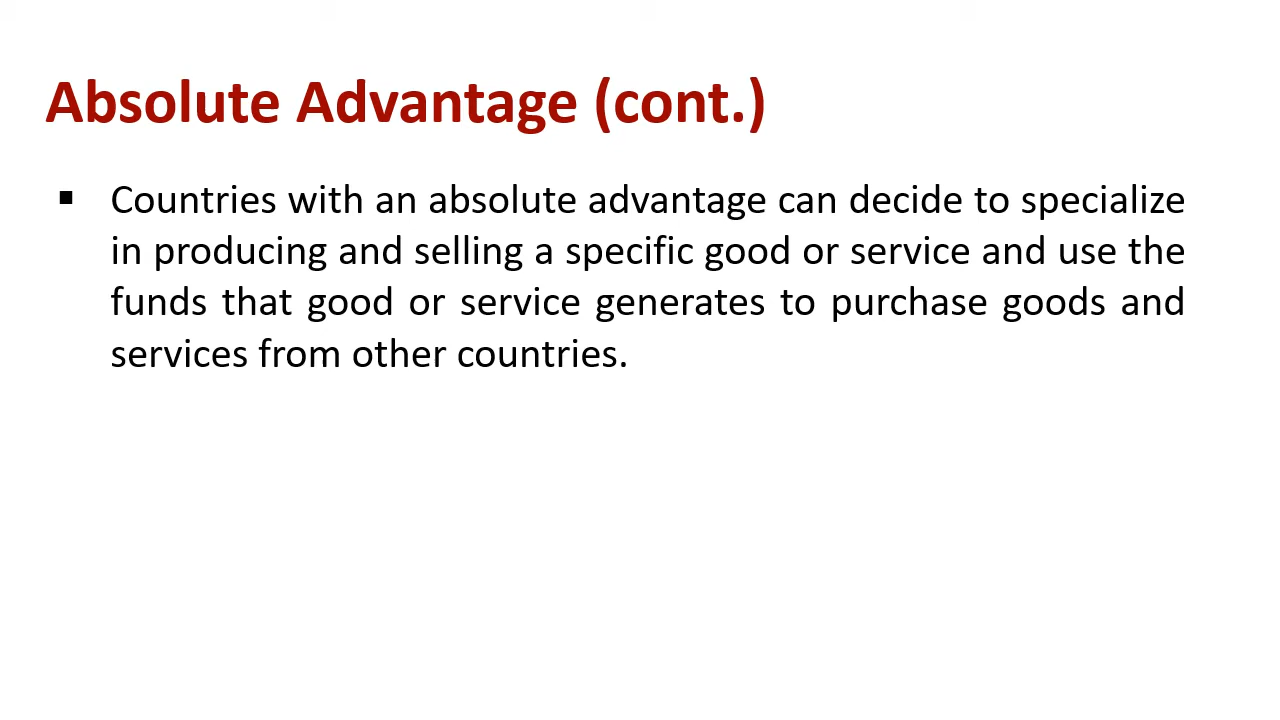 Absolute Advantage (cont.)
▪ Countries with an absolute advantage can decide to specialize
in producing and selling a specific good or service and use the
funds that good or service generates to purchase goods and
services from other countries.